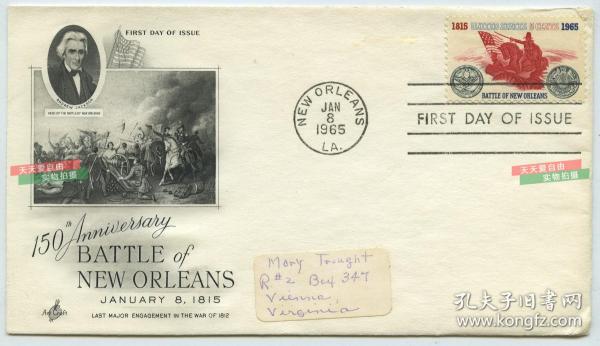 FIRST DAY OF ISSUE
ANDREW JACKSON
HERO OF THE BATTLE OF NEW ORLEANS
150th Anniversary
BATTLE of
NEW ORLEANS
JANUARY 8, 1815
LAST MAJOR ENGAGEMENT IN THE WAR OF 1812
Art Craft
NEW ORLEANS
JAN
8
1965
LA.
1815 UNITED STATES 5 CENTS 1965
BATTLE OF NEW ORLEANS
FIRST DAY OF ISSUE
Mary
R#2 Box 347
Vienna,
Virginia
天天爱自由
实物拍摄
天天爱自由
实物拍摄
孔夫子旧书网
www.kongfz.com